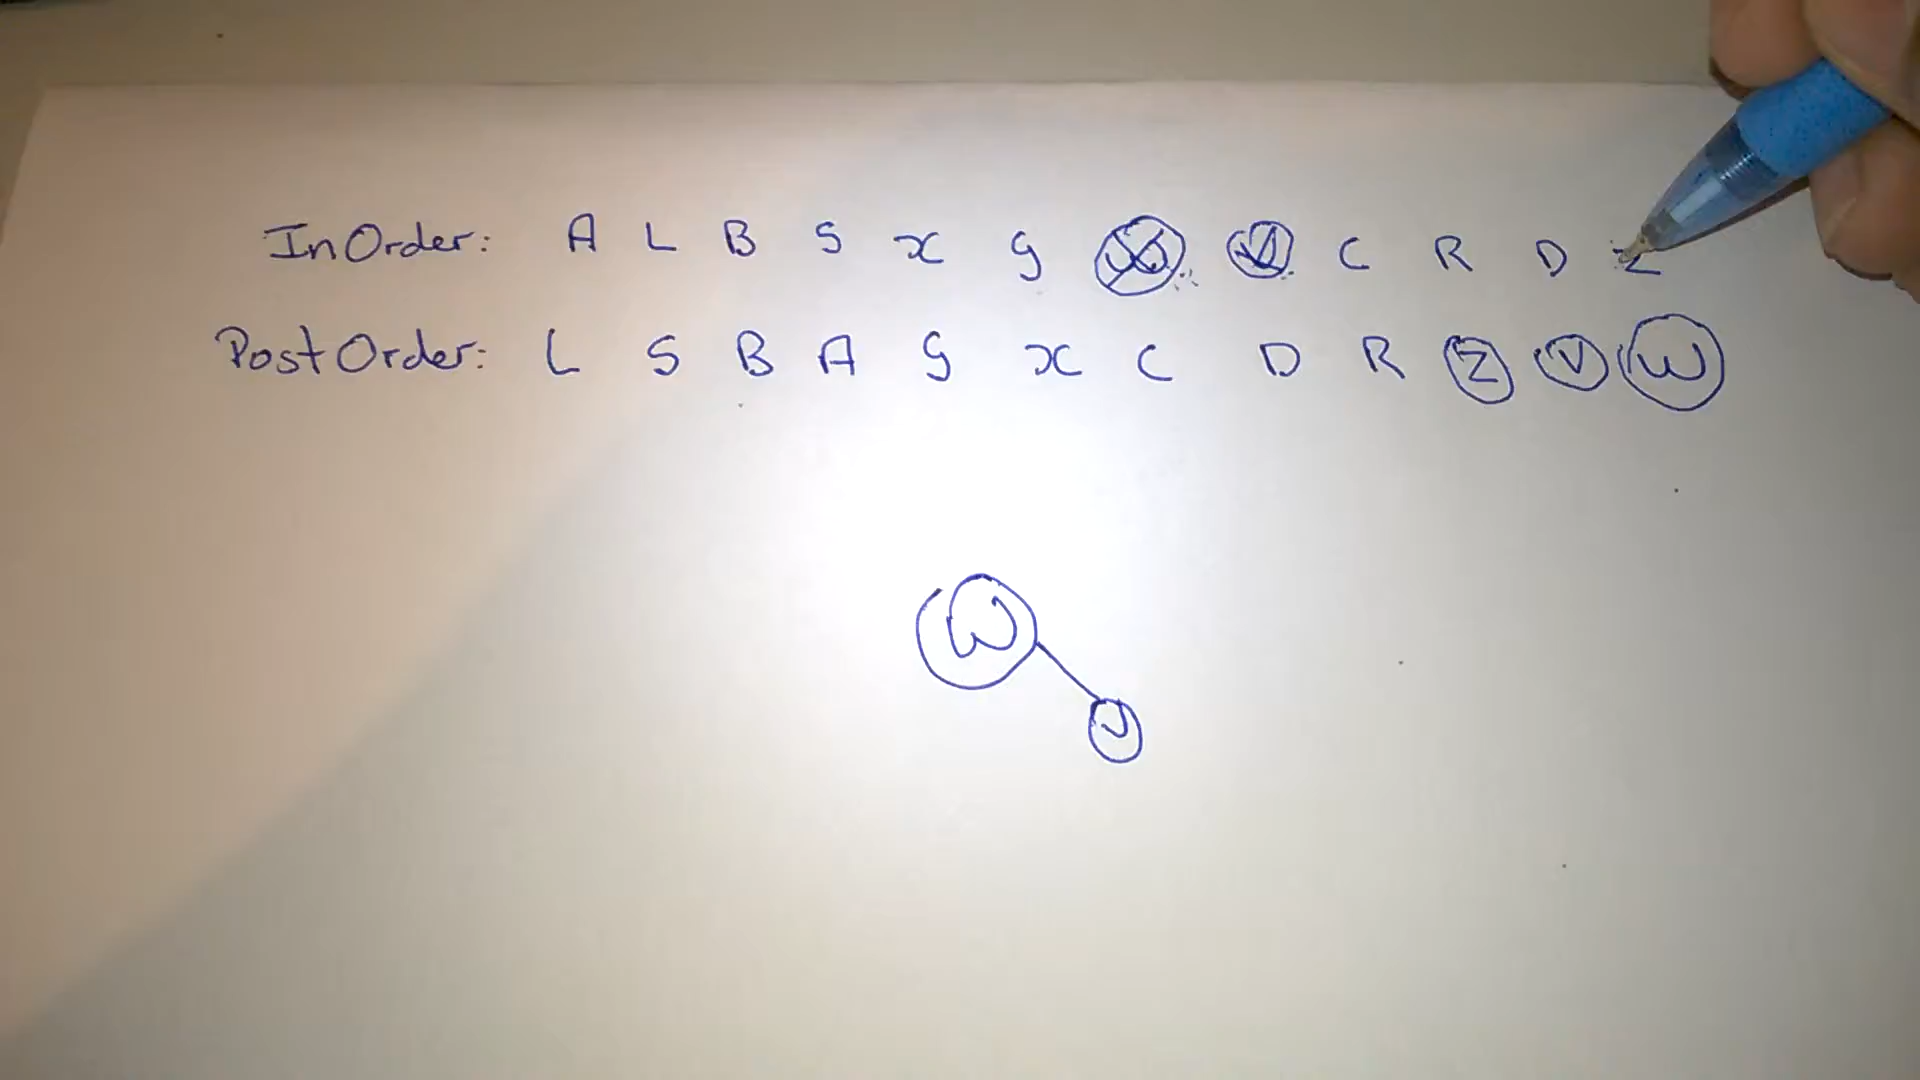 InOrder: A L B S x G W V C R D Z
PostOrder: L S B A G x C D R Z V W
W
V